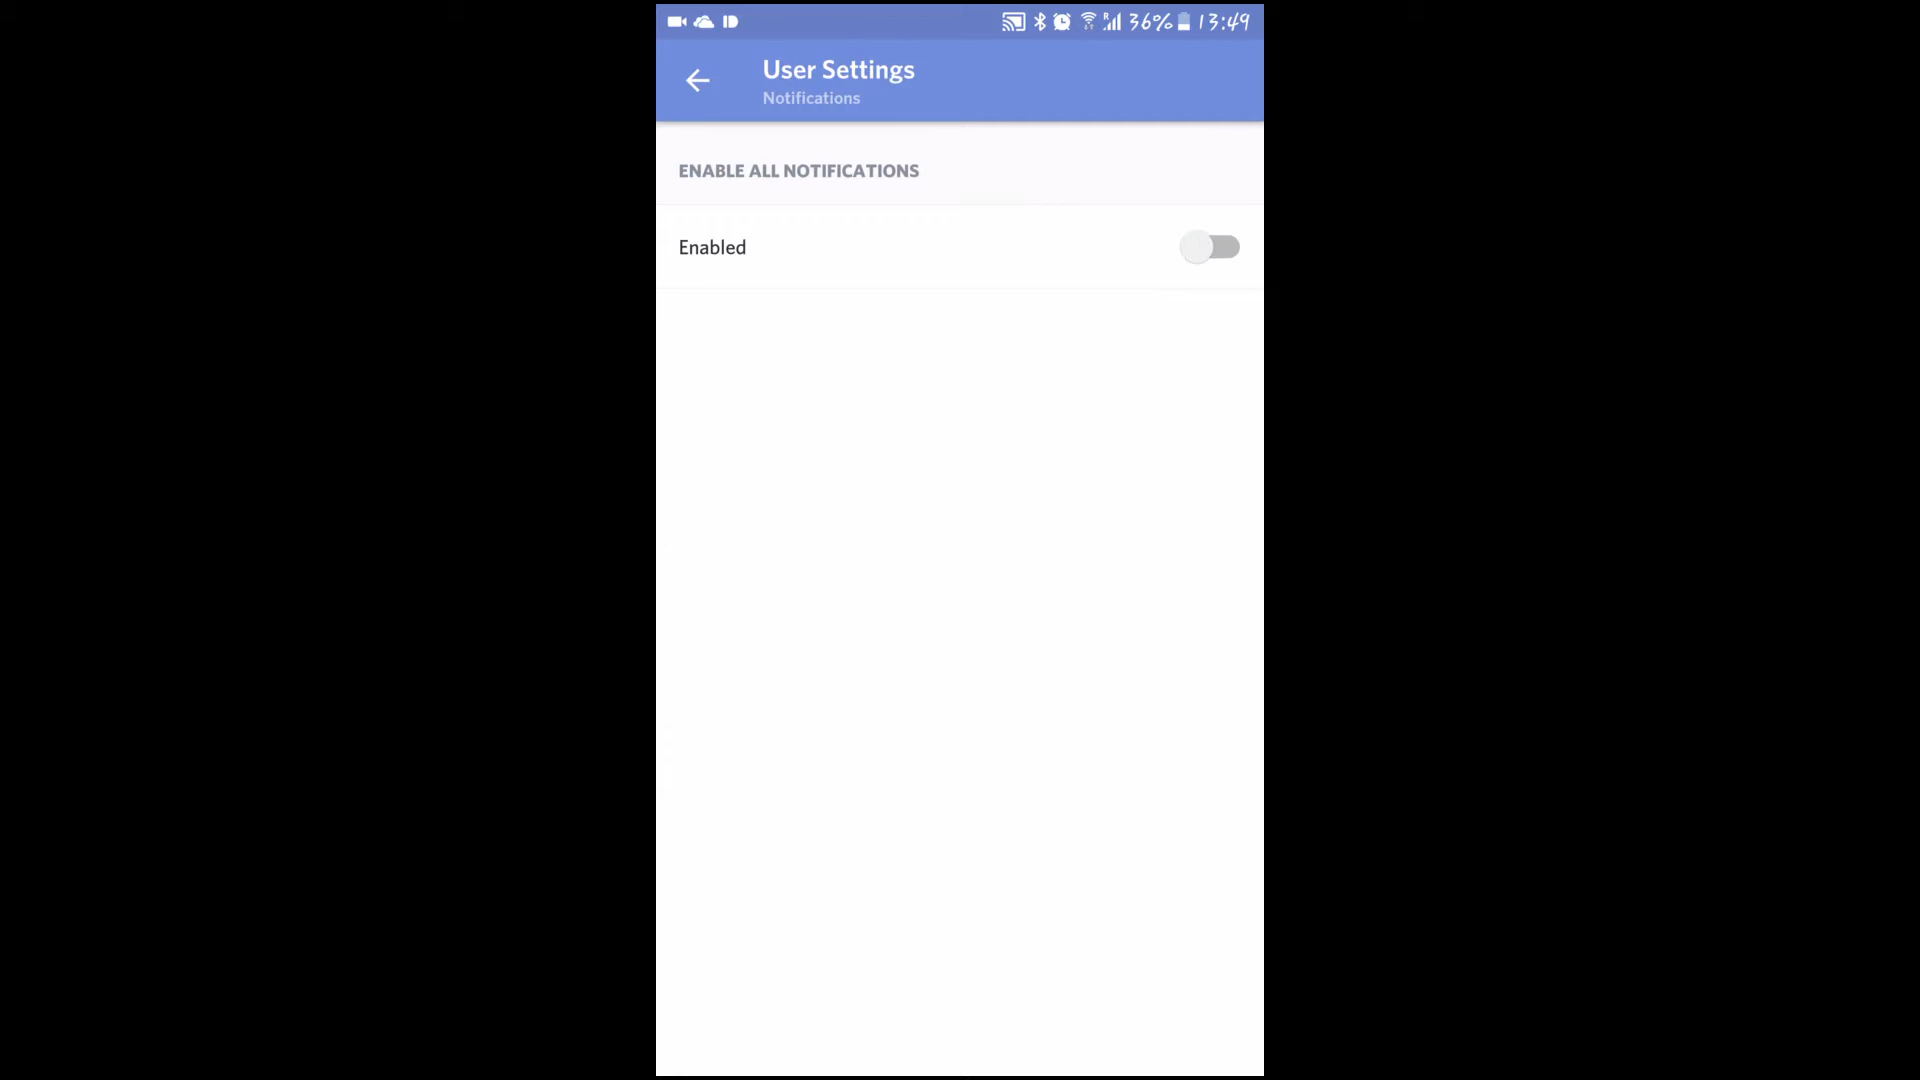 36% 13:49
User Settings
Notifications
ENABLE ALL NOTIFICATIONS
Enabled